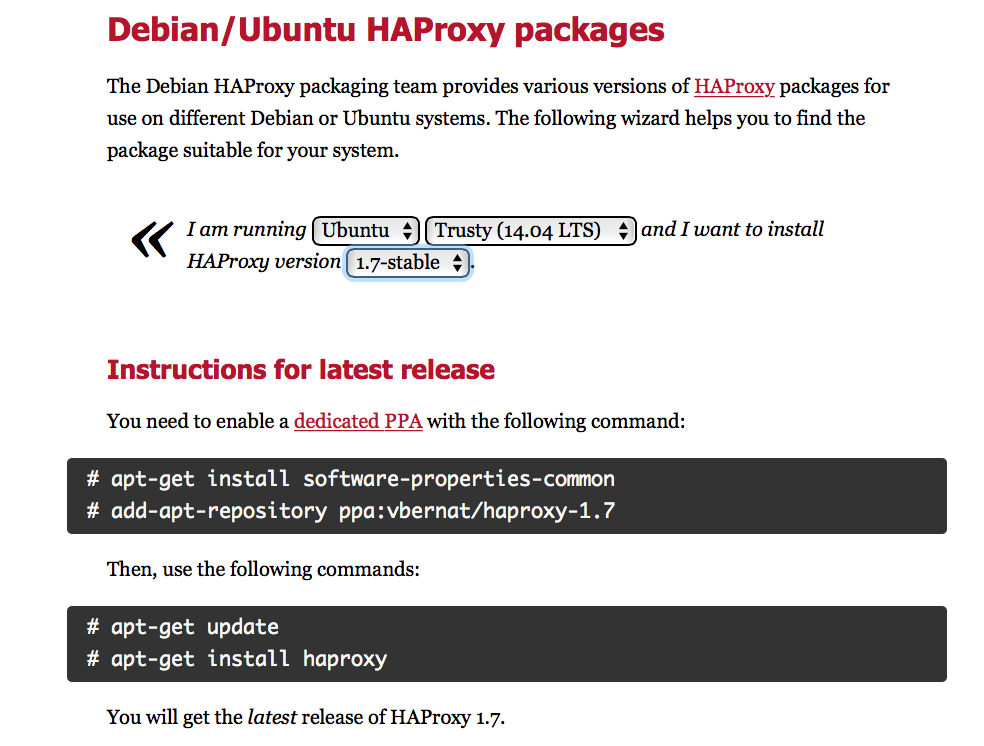 Debian/Ubuntu HAProxy packages
The Debian HAProxy packaging team provides various versions of HAProxy packages for
use on different Debian or Ubuntu systems. The following wizard helps you to find the
package suitable for your system.
« I am running Ubuntu Trusty (14.04 LTS) and I want to install
HAProxy version 1.7-stable.
Instructions for latest release
You need to enable a dedicated PPA with the following command:
# apt-get install software-properties-common
# add-apt-repository ppa:vbernat/haproxy-1.7
Then, use the following commands:
# apt-get update
# apt-get install haproxy
You will get the latest release of HAProxy 1.7.